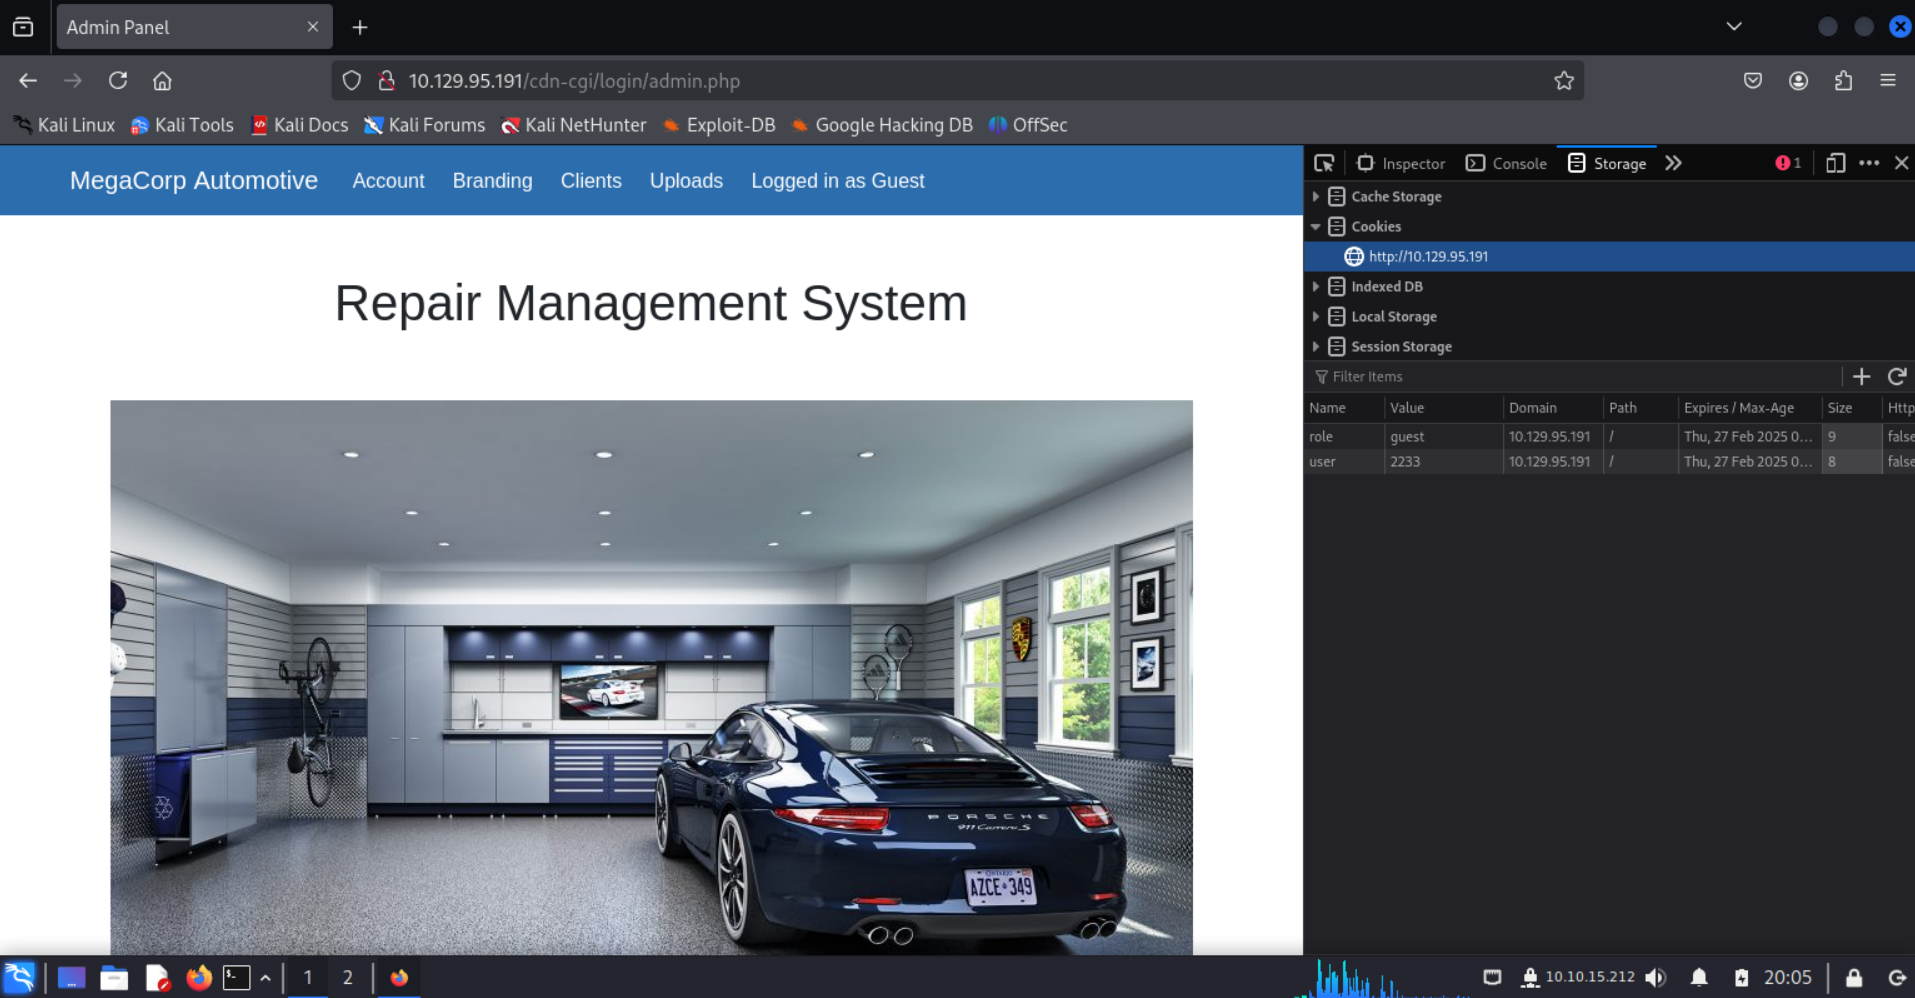 Admin Panel
10.129.95.191/cdn-cgi/login/admin.php
Kali Linux Kali Tools Kali Docs Kali Forums Kali NetHunter Exploit-DB Google Hacking DB OffSec
MegaCorp Automotive Account Branding Clients Uploads Logged in as Guest
Repair Management System
PORSCHE
911 Carrera S
ONTARIO
AZCE 349
Inspector Console Storage 1
Cache Storage
Cookies
http://10.129.95.191
Indexed DB
Local Storage
Session Storage
Filter Items
Name Value Domain Path Expires / Max-Age Size Http
role guest 10.129.95.191 / Thu, 27 Feb 2025 0... 9 false
user 2233 10.129.95.191 / Thu, 27 Feb 2025 0... 8 false
1 2 10.10.15.212 20:05